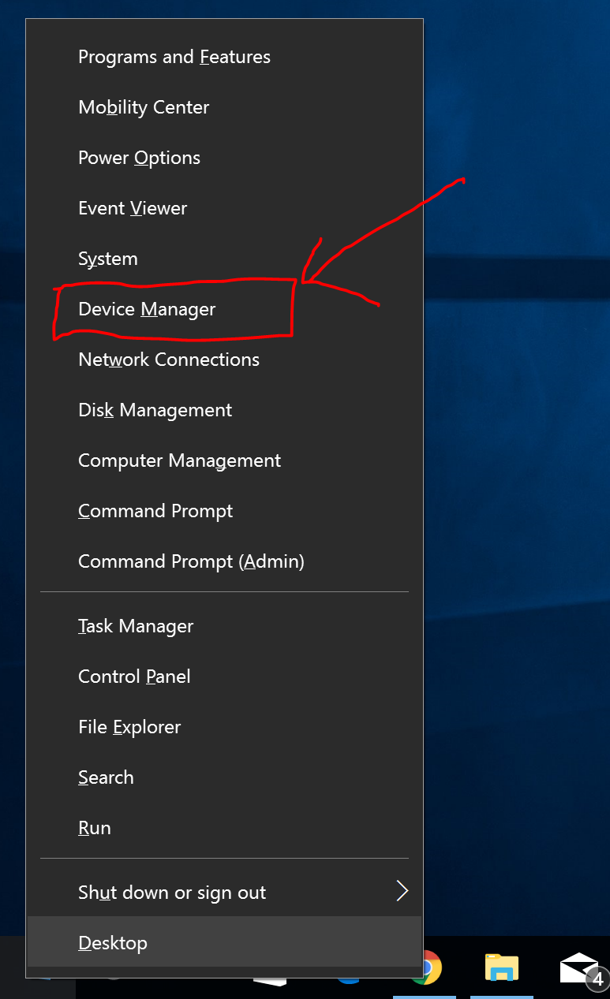 Programs and Features
Mobility Center
Power Options
Event Viewer
System
Device Manager
Network Connections
Disk Management
Computer Management
Command Prompt
Command Prompt (Admin)
Task Manager
Control Panel
File Explorer
Search
Run
Shut down or sign out
Desktop
4